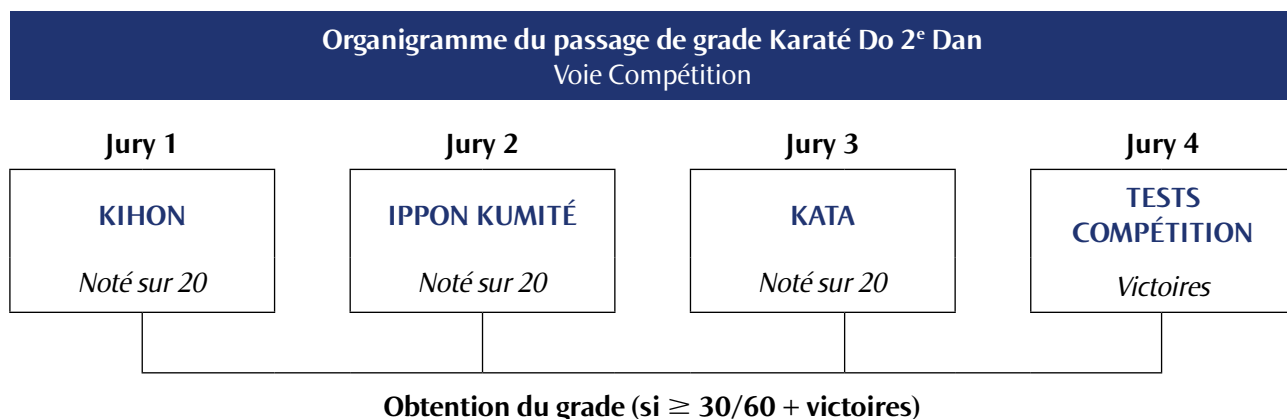 Organigramme du passage de grade Karaté Do 2ᵉ Dan
Voie Compétition
Jury 1
Jury 2
Jury 3
Jury 4
KIHON
Noté sur 20
IPPON KUMITÉ
Noté sur 20
KATA
Noté sur 20
TESTS
COMPÉTITION
Victoires
Obtention du grade (si ≥ 30/60 + victoires)